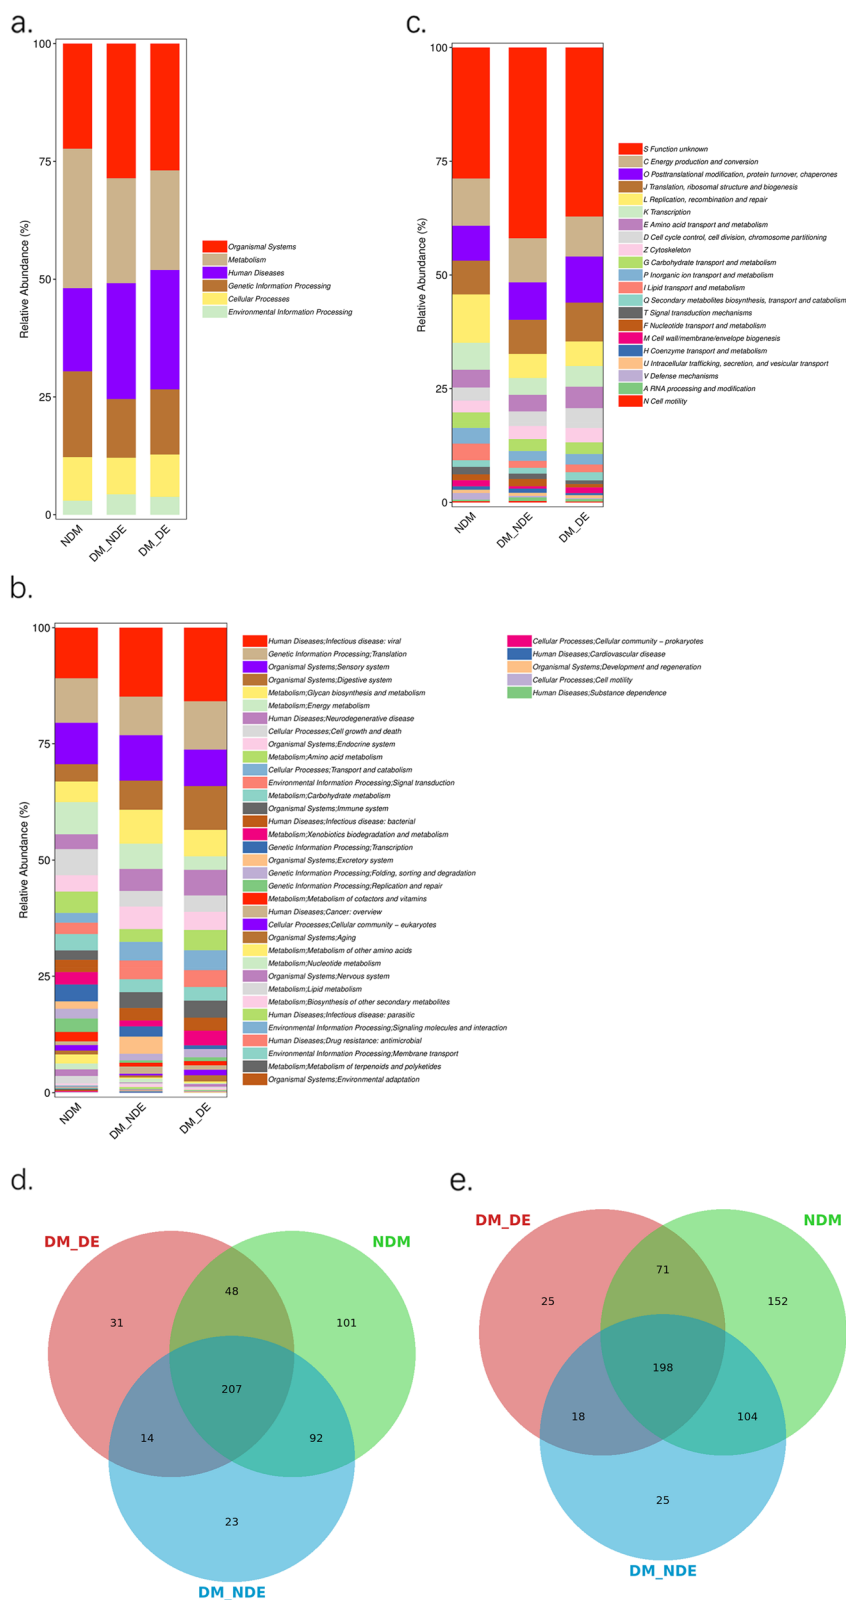 a.
Relative Abundance (%)
100
75
50
25
0
NDM
DM_NDE
DM_DE
Organismal Systems
Metabolism
Human Diseases
Genetic Information Processing
Cellular Processes
Environmental Information Processing
c.
Relative Abundance (%)
100
75
50
25
0
NDM
DM_NDE
DM_DE
S Function unknown
C Energy production and conversion
O Posttranslational modification, protein turnover, chaperones
J Translation, ribosomal structure and biogenesis
L Replication, recombination and repair
K Transcription
E Amino acid transport and metabolism
D Cell cycle control, cell division, chromosome partitioning
Z Cytoskeleton
G Carbohydrate transport and metabolism
P Inorganic ion transport and metabolism
I Lipid transport and metabolism
Q Secondary metabolites biosynthesis, transport and catabolism
T Signal transduction mechanisms
F Nucleotide transport and metabolism
M Cell wall/membrane/envelope biogenesis
H Coenzyme transport and metabolism
U Intracellular trafficking, secretion, and vesicular transport
V Defense mechanisms
A RNA processing and modification
N Cell motility
b.
Relative Abundance (%)
100
75
50
25
0
NDM
DM_NDE
DM_DE
Human Diseases;Infectious disease: viral
Genetic Information Processing;Translation
Organismal Systems;Sensory system
Organismal Systems;Digestive system
Metabolism;Glycan biosynthesis and metabolism
Metabolism;Energy metabolism
Human Diseases;Neurodegenerative disease
Cellular Processes;Cell growth and death
Organismal Systems;Endocrine system
Metabolism;Amino acid metabolism
Cellular Processes;Transport and catabolism
Environmental Information Processing;Signal transduction
Metabolism;Carbohydrate metabolism
Organismal Systems;Immune system
Human Diseases;Infectious disease: bacterial
Metabolism;Xenobiotics biodegradation and metabolism
Genetic Information Processing;Transcription
Organismal Systems;Excretory system
Genetic Information Processing;Folding, sorting and degradation
Genetic Information Processing;Replication and repair
Metabolism;Metabolism of cofactors and vitamins
Human Diseases;Cancer: overview
Cellular Processes;Cellular community − eukaryotes
Organismal Systems;Aging
Metabolism;Metabolism of other amino acids
Metabolism;Nucleotide metabolism
Organismal Systems;Nervous system
Metabolism;Lipid metabolism
Metabolism;Biosynthesis of other secondary metabolites
Human Diseases;Infectious disease: parasitic
Environmental Information Processing;Signaling molecules and interaction
Human Diseases;Drug resistance: antimicrobial
Environmental Information Processing;Membrane transport
Metabolism;Metabolism of terpenoids and polyketides
Organismal Systems;Environmental adaptation
Cellular Processes;Cellular community − prokaryotes
Human Diseases;Cardiovascular disease
Organismal Systems;Development and regeneration
Cellular Processes;Cell motility
Human Diseases;Substance dependence
d.
DM_DE
NDM
48
31
101
207
14
92
23
DM_NDE
e.
DM_DE
NDM
71
25
152
198
18
104
25
DM_NDE